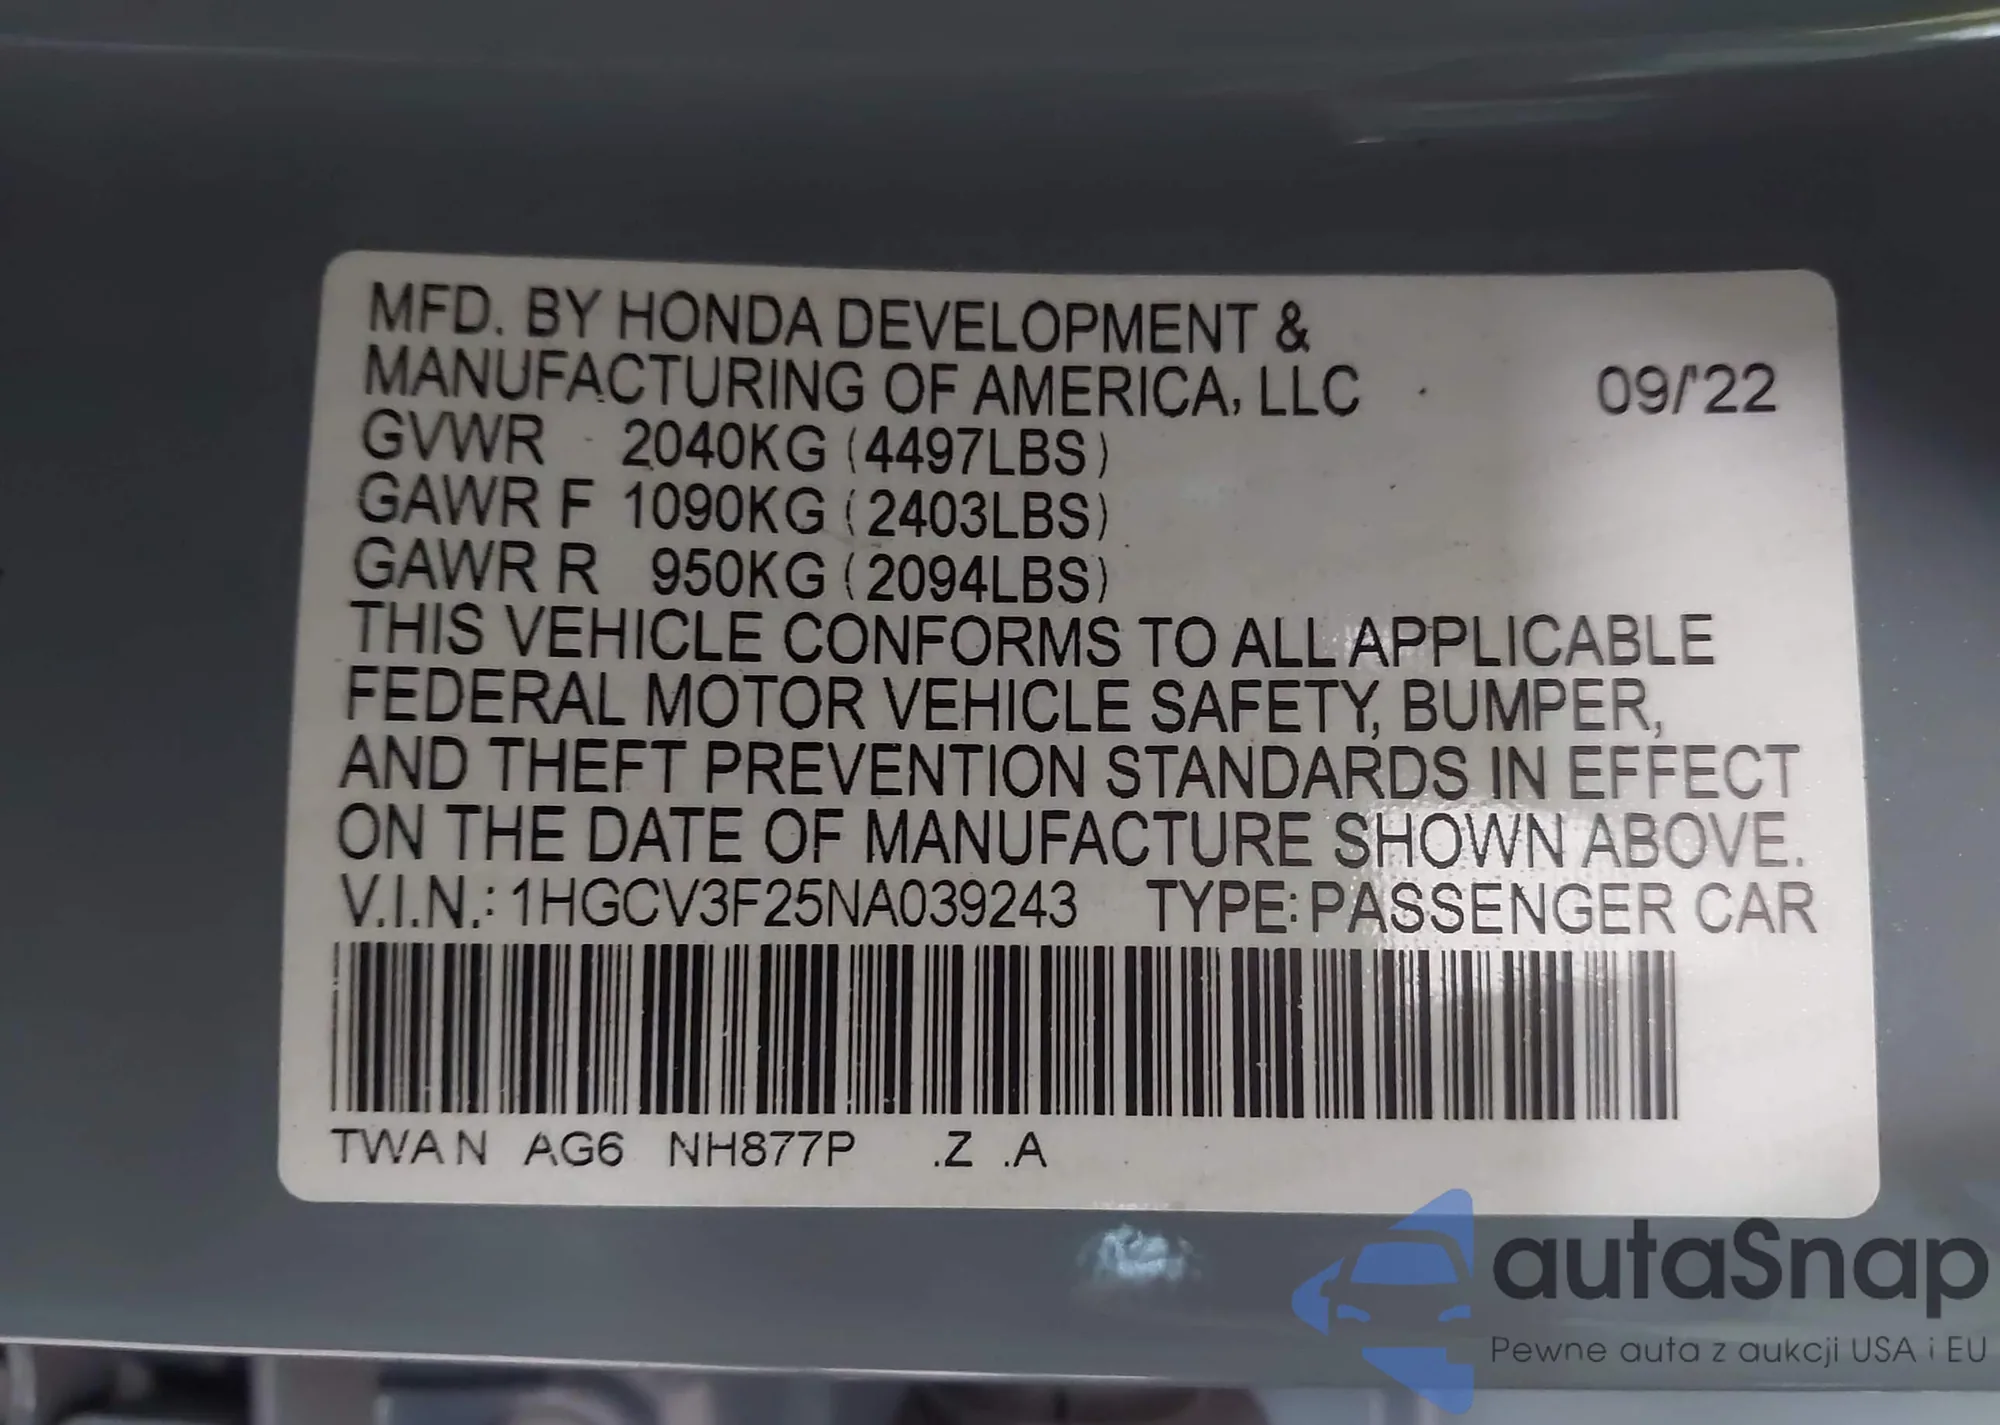 MFD. BY HONDA DEVELOPMENT &
MANUFACTURING OF AMERICA, LLC 09/'22
GVWR 2040KG (4497LBS)
GAWR F 1090KG (2403LBS)
GAWR R 950KG (2094LBS)
THIS VEHICLE CONFORMS TO ALL APPLICABLE
FEDERAL MOTOR VEHICLE SAFETY, BUMPER,
AND THEFT PREVENTION STANDARDS IN EFFECT
ON THE DATE OF MANUFACTURE SHOWN ABOVE.
V.I.N.: 1HGCV3F25NA039243 TYPE: PASSENGER CAR
TWAN AG6 NH877P .Z .A
autaSnap
Pewne auta z aukcji USA i EU